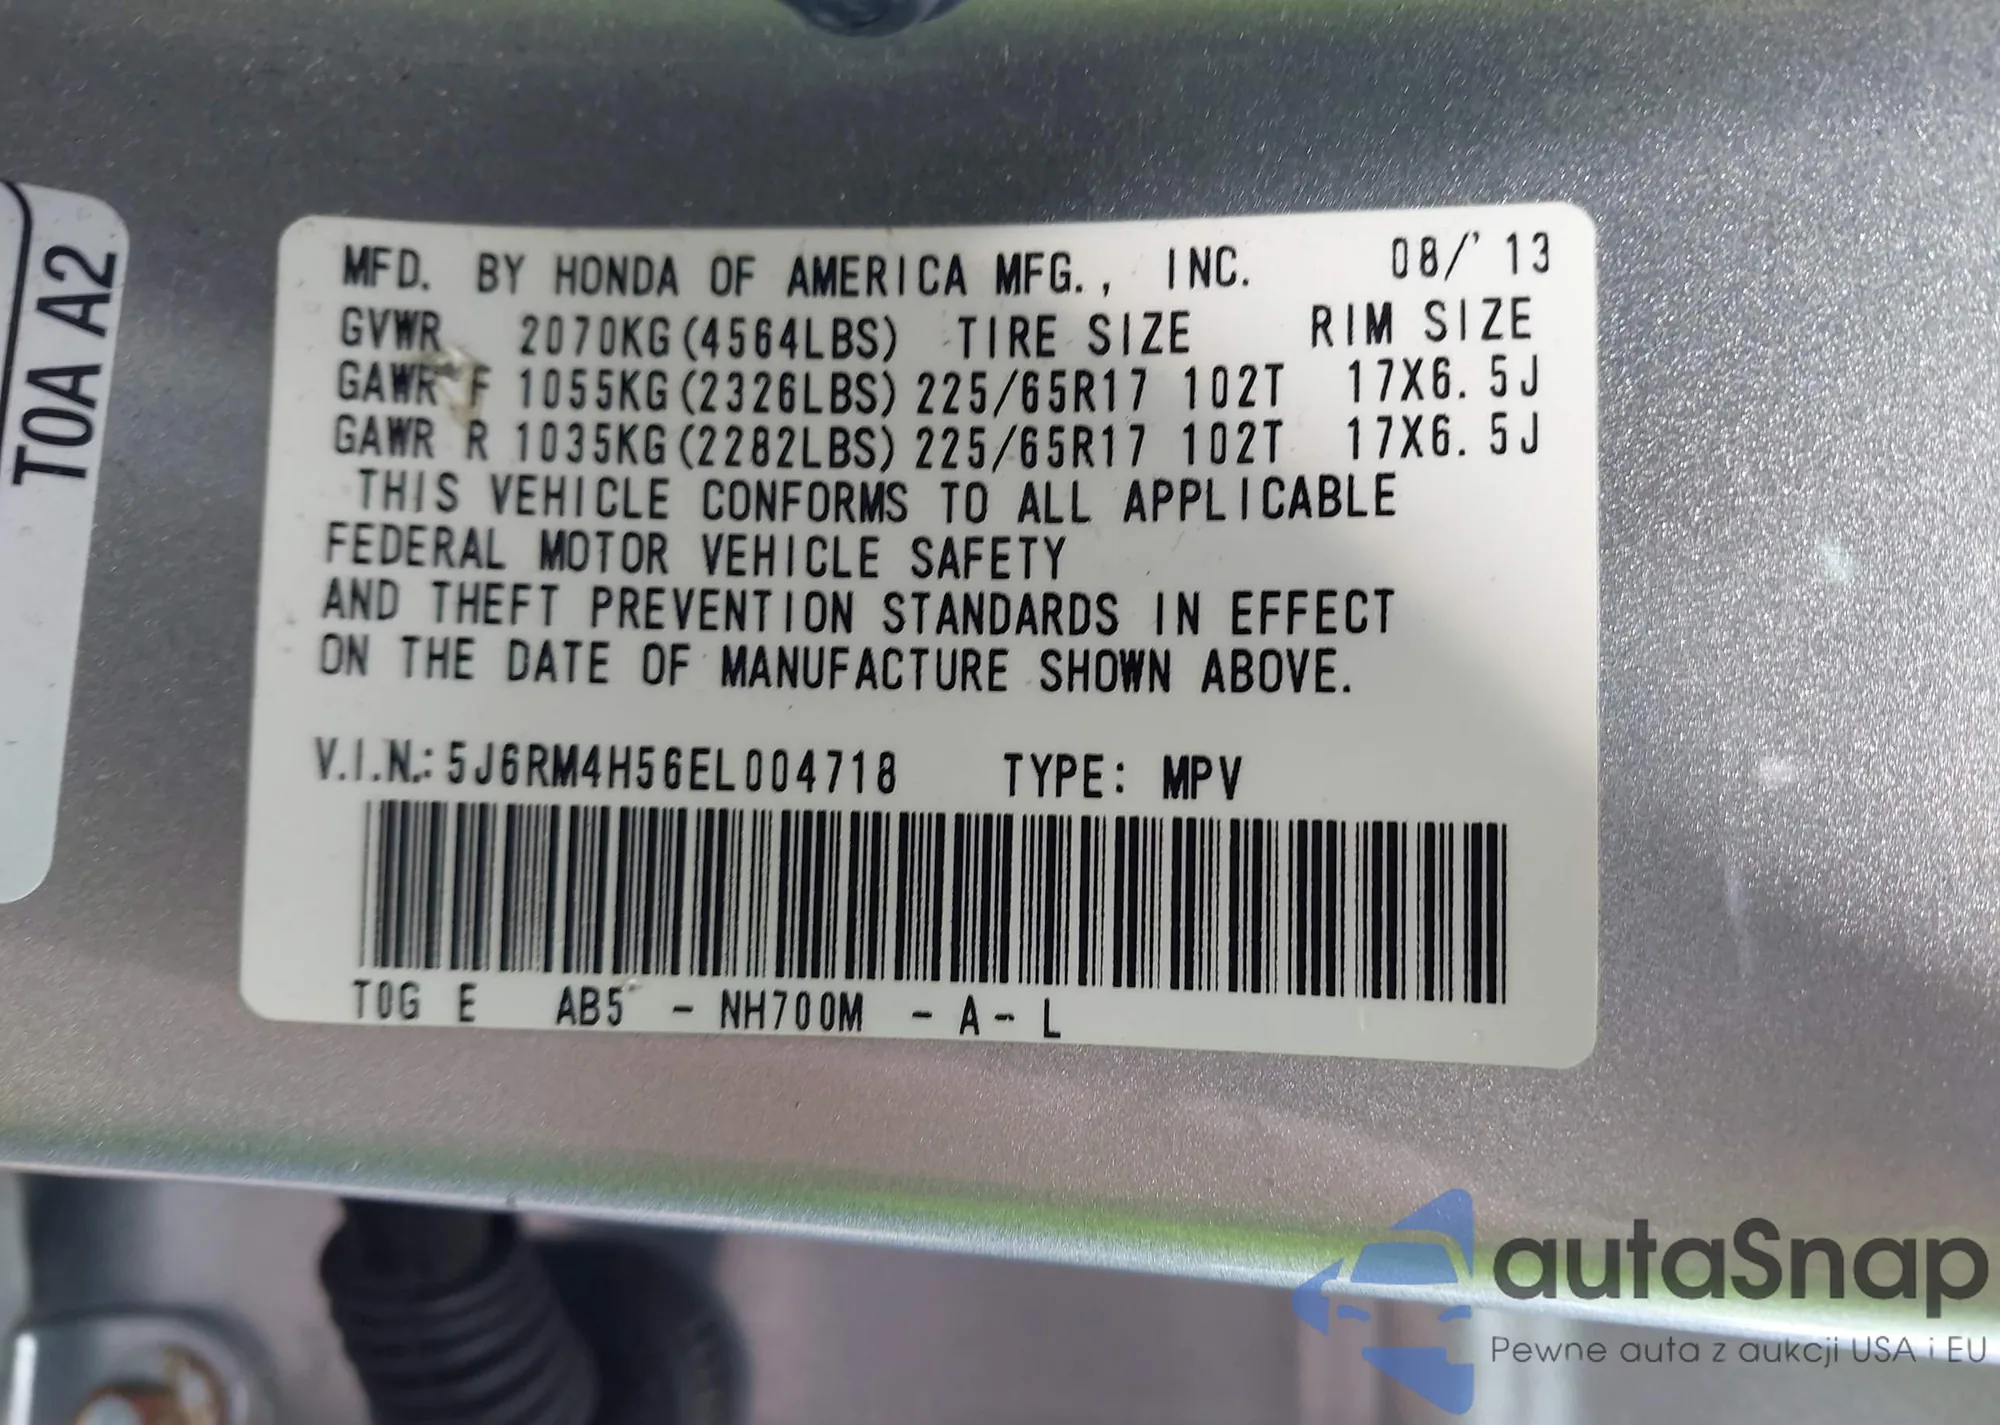 T0A A2
MFD. BY HONDA OF AMERICA MFG., INC. 08/'13
GVWR 2070KG(4564LBS) TIRE SIZE RIM SIZE
GAWR F 1055KG(2326LBS) 225/65R17 102T 17X6.5J
GAWR R 1035KG(2282LBS) 225/65R17 102T 17X6.5J
THIS VEHICLE CONFORMS TO ALL APPLICABLE
FEDERAL MOTOR VEHICLE SAFETY
AND THEFT PREVENTION STANDARDS IN EFFECT
ON THE DATE OF MANUFACTURE SHOWN ABOVE.
V.I.N.: 5J6RM4H56EL004718 TYPE: MPV
T0G E AB5 - NH700M - A - L
autaSnap
Pewne auta z aukcji USA i EU